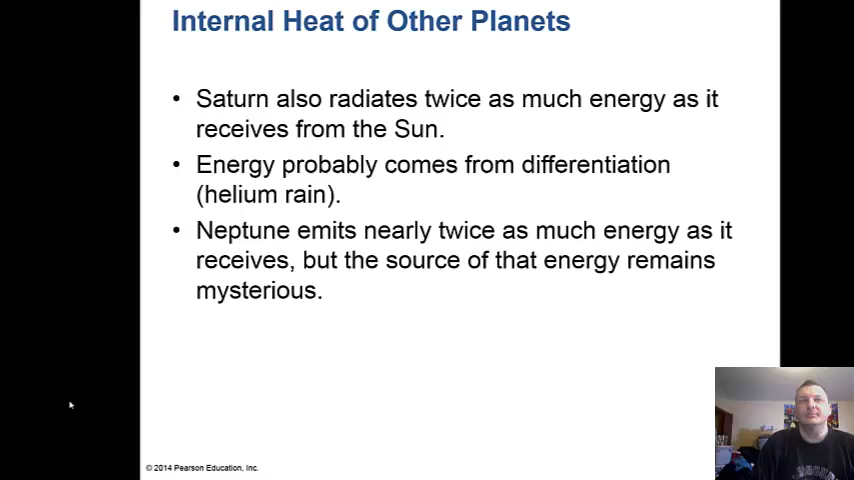 Internal Heat of Other Planets
• Saturn also radiates twice as much energy as it
receives from the Sun.
• Energy probably comes from differentiation
(helium rain).
• Neptune emits nearly twice as much energy as it
receives, but the source of that energy remains
mysterious.
© 2014 Pearson Education, Inc.